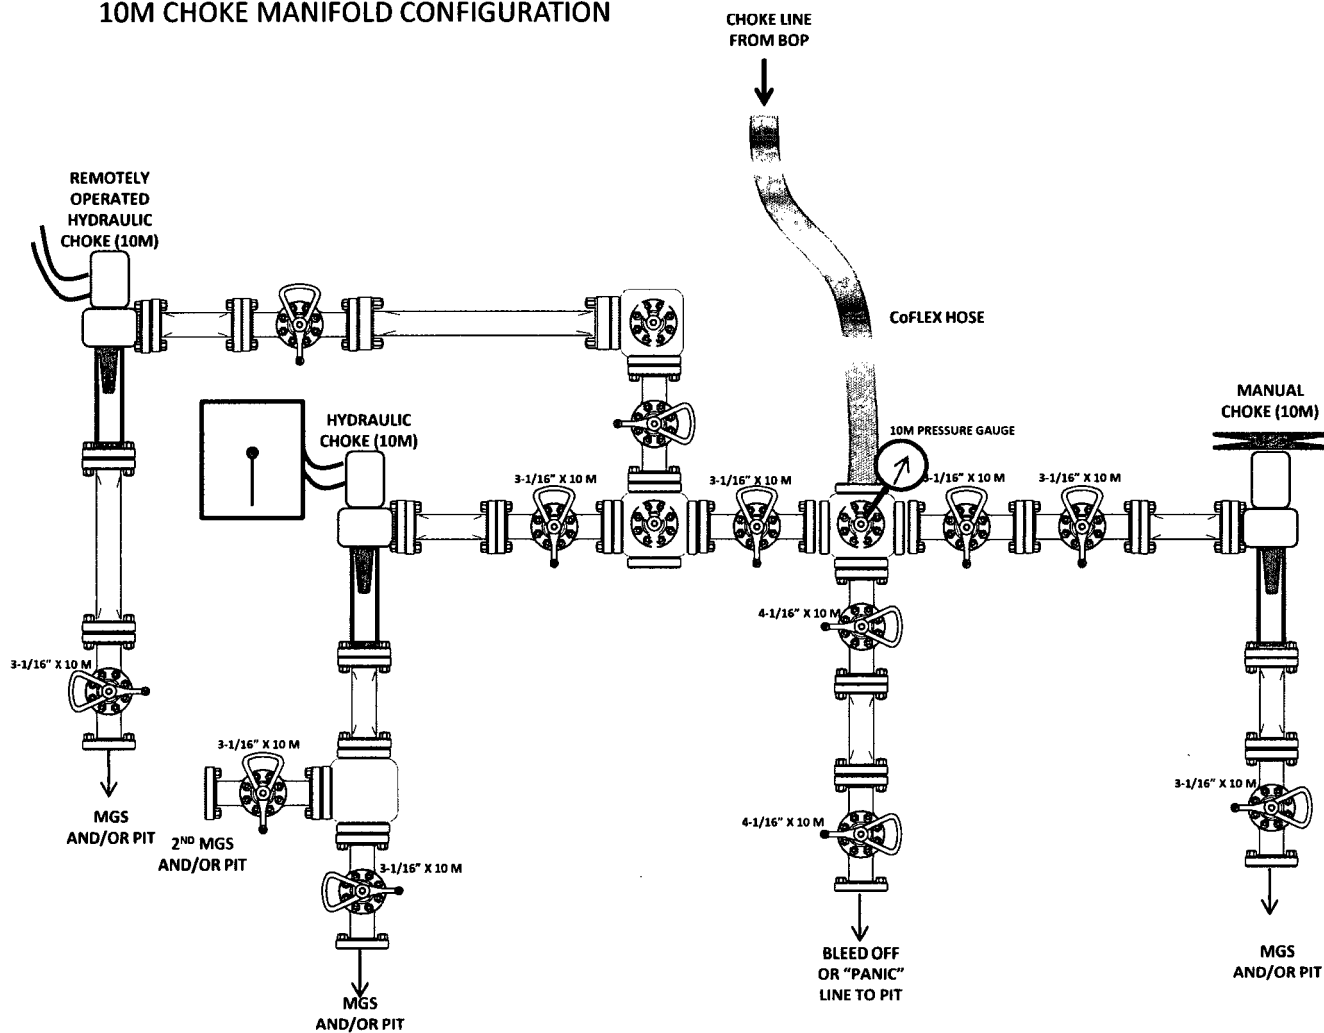 10M CHOKE MANIFOLD CONFIGURATION
CHOKE LINE
FROM BOP
REMOTELY
OPERATED
HYDRAULIC
CHOKE (10M)
CoFLEX HOSE
HYDRAULIC
CHOKE (10M)
10M PRESSURE GAUGE
MANUAL
CHOKE (10M)
3-1/16" X 10 M
3-1/16" X 10 M
3-1/16" X 10 M
3-1/16" X 10 M
4-1/16" X 10 M
3-1/16" X 10 M
3-1/16" X 10 M
3-1/16" X 10 M
4-1/16" X 10 M
MGS
AND/OR PIT
2ND MGS
AND/OR PIT
3-1/16" X 10 M
BLEED OFF
OR "PANIC"
LINE TO PIT
MGS
AND/OR PIT
MGS
AND/OR PIT